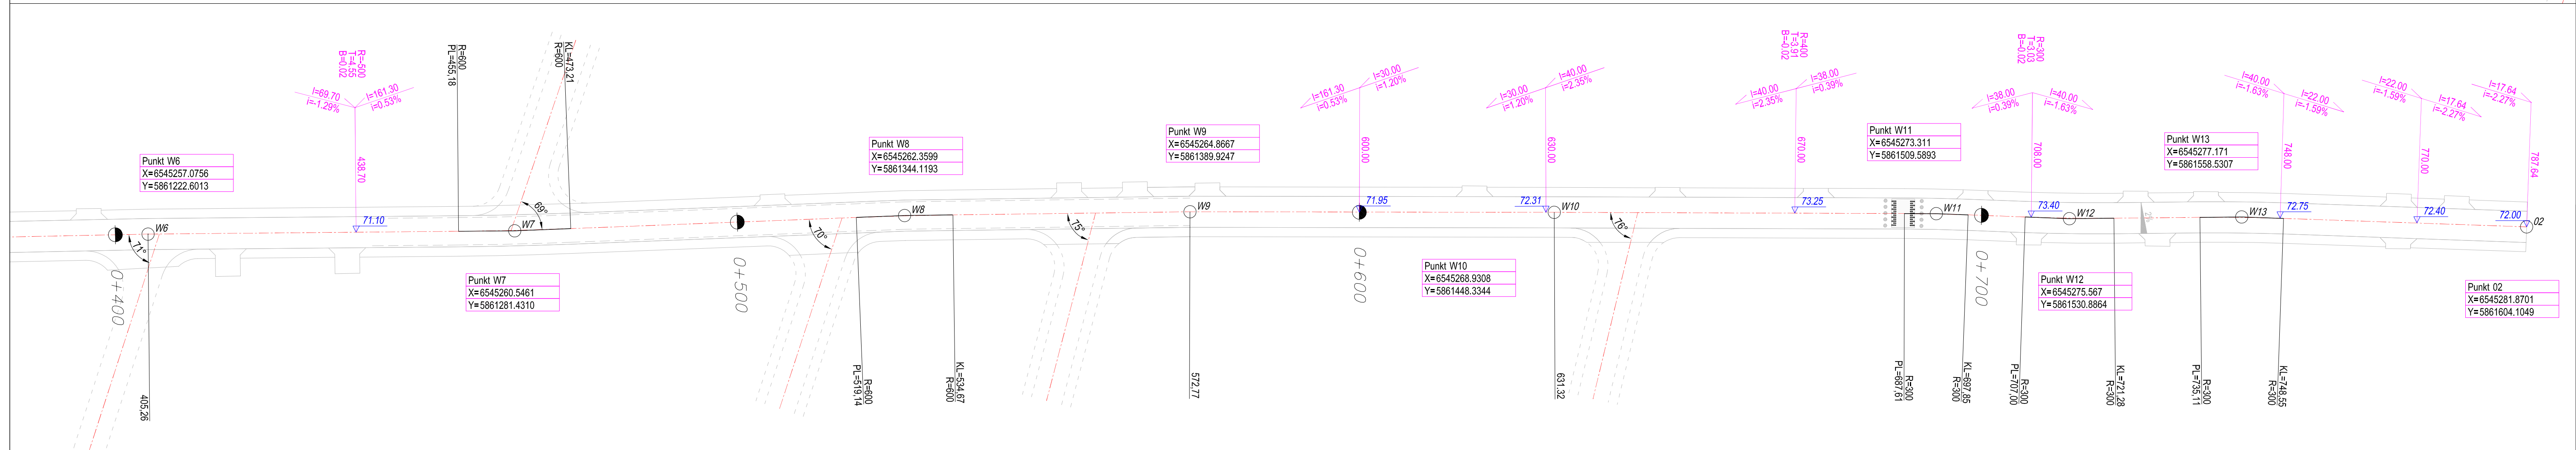 R=-500
T=4.55
B=0.02
l=69.70
i=-1.29%
l=161.30
i=0.53%
438.70
71.10
Punkt W6
X=6545257.0756
Y=5861222.6013
W6
71°
0+400
405,26
R=600
PL=455,18
KL=473,21
R=600
69°
W7
Punkt W7
X=6545260.5461
Y=5861281.4310
0+500
70°
Punkt W8
X=6545262.3599
Y=5861344.1193
W8
R=600
PL=519,14
KL=534,67
R=600
75°
Punkt W9
X=6545264.8667
Y=5861389.9247
W9
572,77
l=161.30
i=0.53%
l=30.00
i=1.20%
600.00
71.95
0+600
l=30.00
i=1.20%
l=40.00
i=2.35%
630.00
72.31
W10
Punkt W10
X=6545268.9308
Y=5861448.3344
631,32
76°
R=400
T=3.91
B=-0.02
l=40.00
i=2.35%
l=38.00
i=0.39%
670.00
73.25
Punkt W11
X=6545273.311
Y=5861509.5893
W11
R=300
PL=687,61
KL=697,85
R=300
0+700
R=300
T=3.03
B=-0.02
l=38.00
i=0.39%
l=40.00
i=-1.63%
708.00
73.40
W12
Punkt W12
X=6545275.567
Y=5861530.8864
R=300
PL=707,00
KL=721,28
R=300
2%
Punkt W13
X=6545277.171
Y=5861558.5307
W13
R=300
PL=735,11
KL=748,55
R=300
l=40.00
i=-1.63%
l=22.00
i=-1.59%
748.00
72.75
l=22.00
i=-1.59%
l=17.64
i=-2.27%
770.00
72.40
l=17.64
i=-2.27%
787.64
72.00
02
Punkt 02
X=6545281.8701
Y=5861604.1049